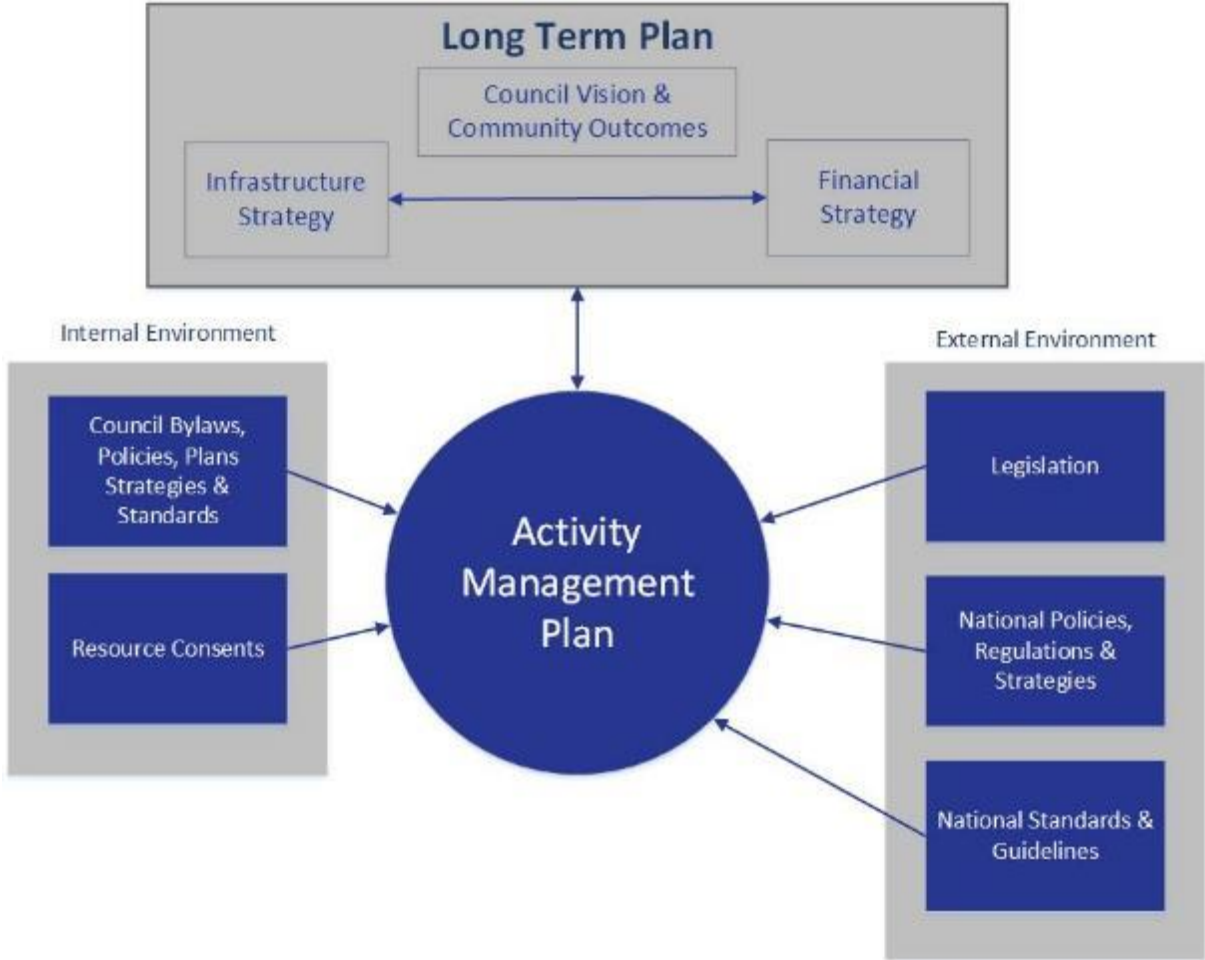 Long Term Plan
Council Vision &
Community Outcomes
Infrastructure
Strategy
Financial
Strategy
Internal Environment
Council Bylaws,
Policies, Plans
Strategies &
Standards
Resource Consents
Activity
Management
Plan
External Environment
Legislation
National Policies,
Regulations &
Strategies
National Standards &
Guidelines